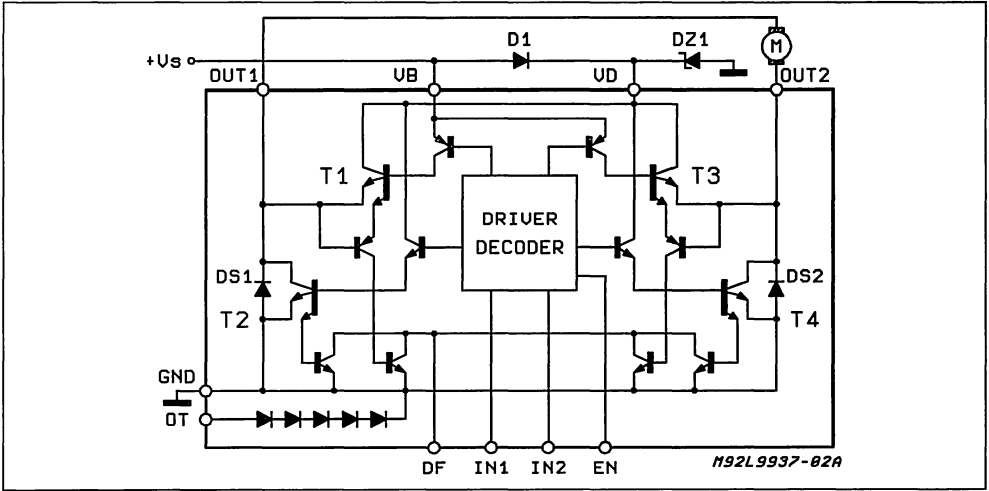 D1
DZ1
M
+Vs
OUT1
VB
VD
OUT2
T1
T3
DRIVER
DECODER
DS1
DS2
T2
T4
GND
OT
DF
IN1
IN2
EN
M92L9937-02A